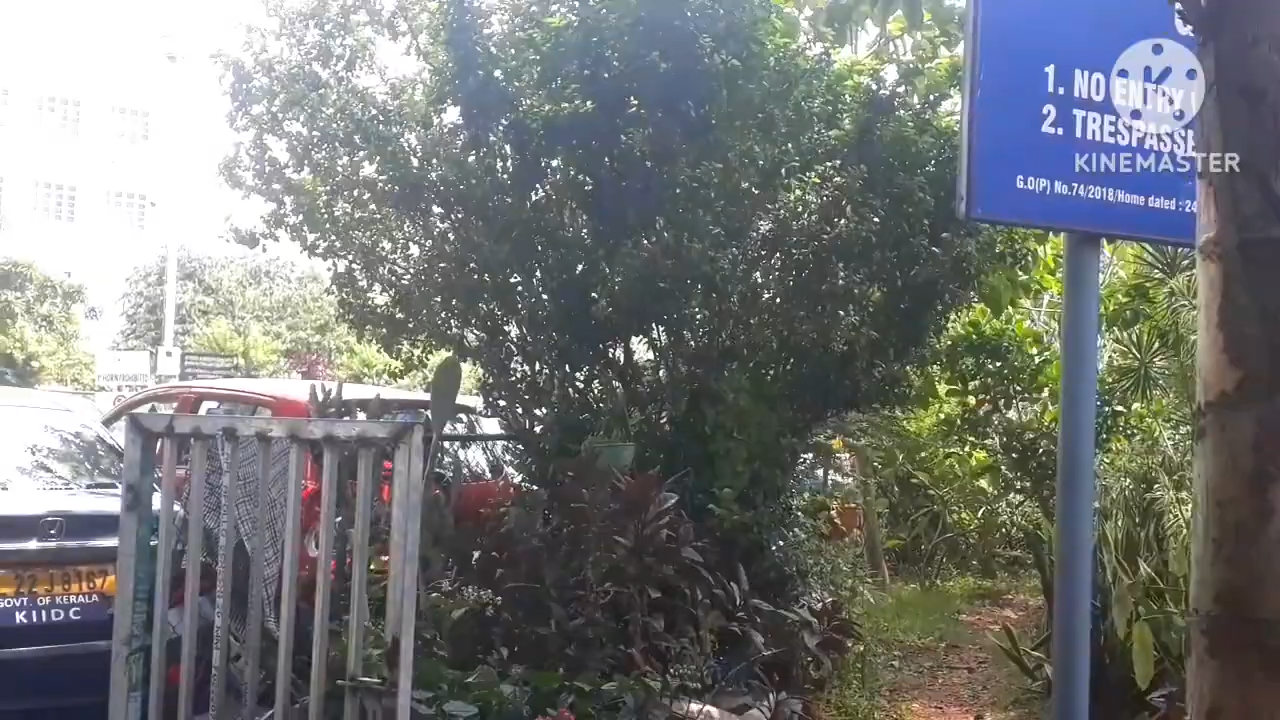 1. NO ENTRY
2. TRESPASSE
KINEMASTER
G.O(P) No.74/2018/Home dated : 24
22 J 8167
GOVT. OF KERALA
KIIDC